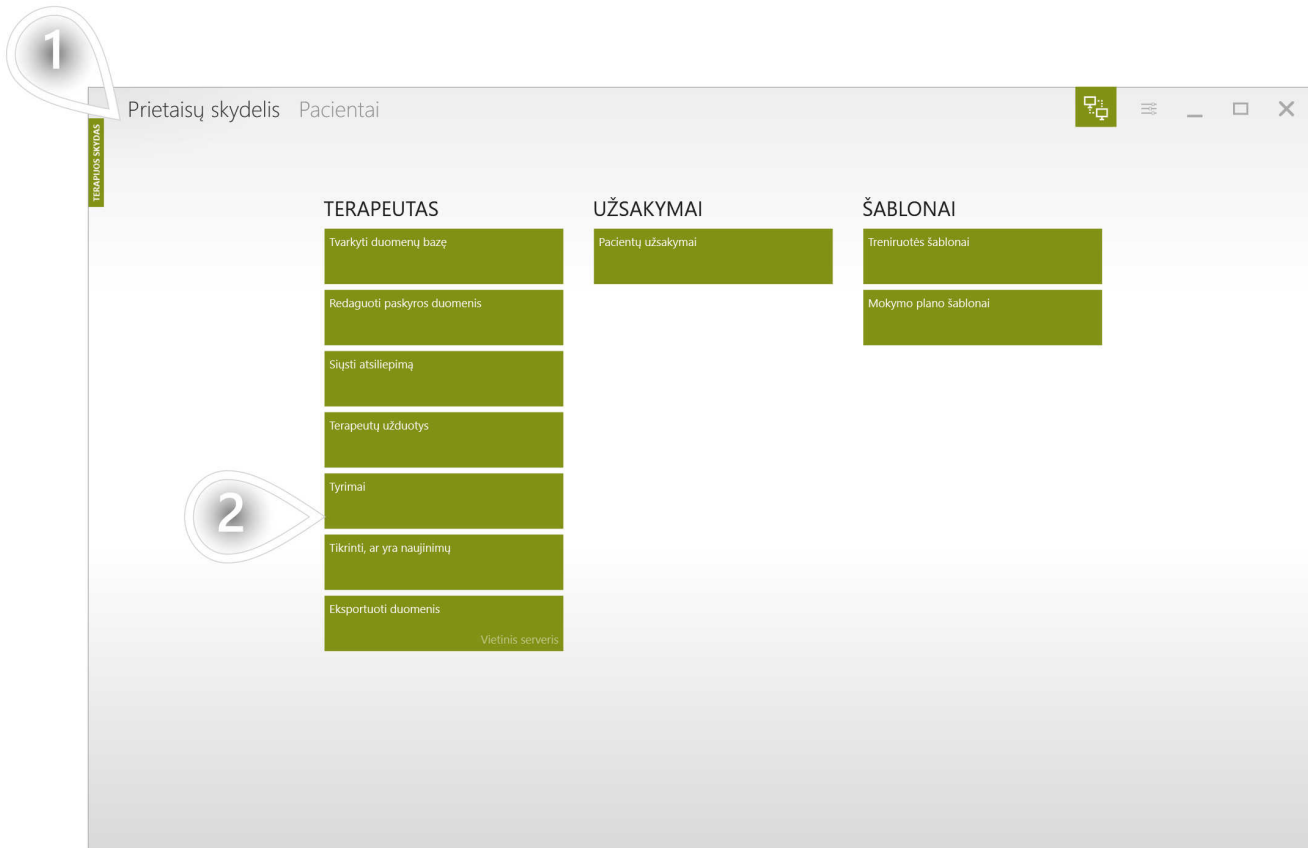 1
Prietaisų skydelis Pacientai
TERAPIJOS SKYDAS
TERAPEUTAS
Tvarkyti duomenų bazę
Redaguoti paskyros duomenis
Siųsti atsiliepimą
Terapeutų užduotys
2
Tyrimai
Tikrinti, ar yra naujinimų
Eksportuoti duomenis
Vietinis serveris
UŽSAKYMAI
Pacientų užsakymai
ŠABLONAI
Treniruotės šablonai
Mokymo plano šablonai